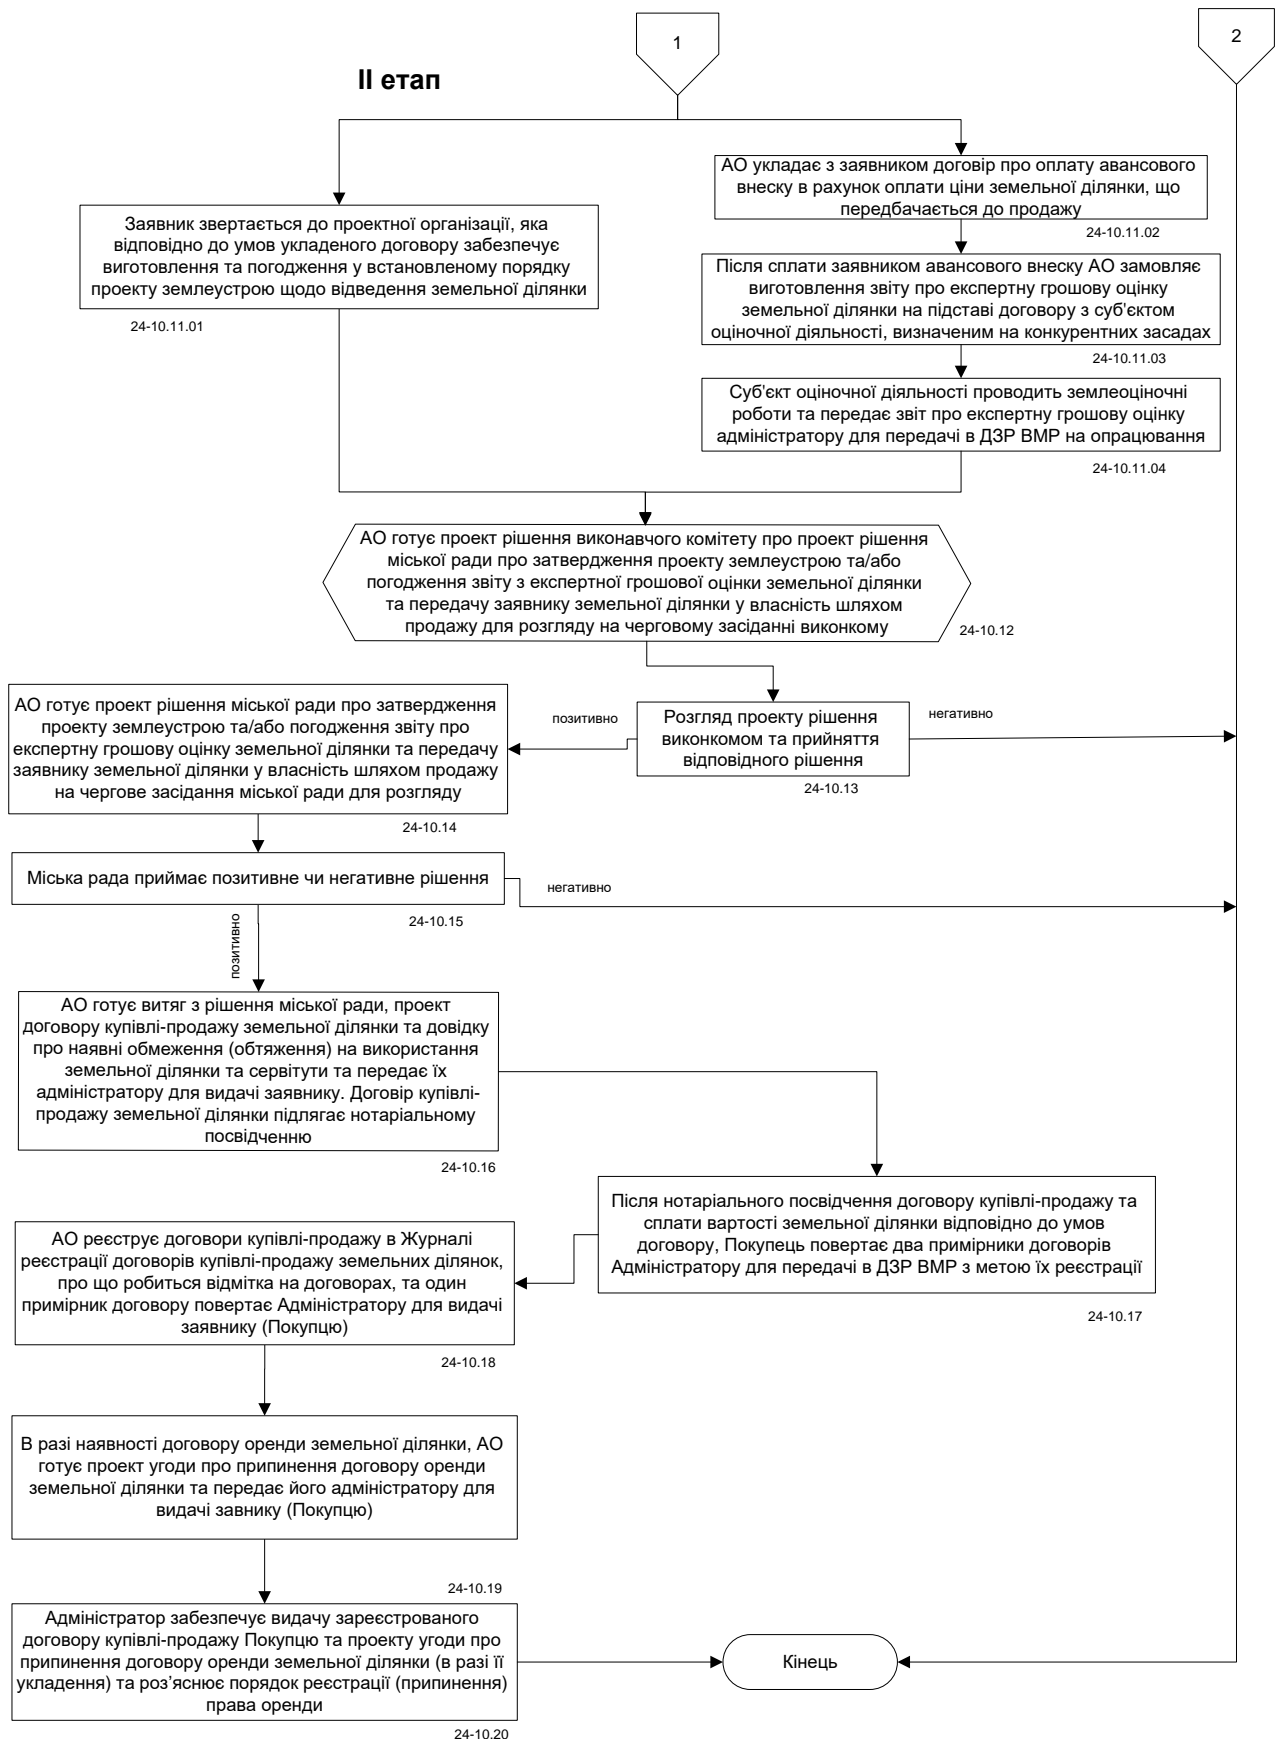 1
2
II етап
АО укладає з заявником договір про оплату авансового
внеску в рахунок оплати ціни земельної ділянки, що
передбачається до продажу
24-10.11.02
Заявник звертається до проектної організації, яка
відповідно до умов укладеного договору забезпечує
виготовлення та погодження у встановленому порядку
проекту землеустрою щодо відведення земельної ділянки
24-10.11.01
Після сплати заявником авансового внеску АО замовляє
виготовлення звіту про експертну грошову оцінку
земельної ділянки на підставі договору з суб'єктом
оціночної діяльності, визначеним на конкурентних засадах
24-10.11.03
Суб'єкт оціночної діяльності проводить землеоціночні
роботи та передає звіт про експертну грошову оцінку
адміністратору для передачі в ДЗР ВМР на опрацювання
24-10.11.04
АО готує проект рішення виконавчого комітету про проект рішення
міської ради про затвердження проекту землеустрою та/або
погодження звіту з експертної грошової оцінки земельної ділянки
та передачу заявнику земельної ділянки у власність шляхом
продажу для розгляду на черговому засіданні виконкому
24-10.12
АО готує проект рішення міської ради про затвердження
проекту землеустрою та/або погодження звіту про
експертну грошову оцінку земельної ділянки та передачу
заявнику земельної ділянки у власність шляхом продажу
на чергове засідання міської ради для розгляду
24-10.14
позитивно
Розгляд проекту рішення
виконкомом та прийняття
відповідного рішення
24-10.13
негативно
Міська рада приймає позитивне чи негативне рішення
24-10.15
негативно
позитивно
АО готує витяг з рішення міської ради, проект
договору купівлі-продажу земельної ділянки та довідку
про наявні обмеження (обтяження) на використання
земельної ділянки та сервітути та передає їх
адміністратору для видачі заявнику. Договір купівлі-
продажу земельної ділянки підлягає нотаріальному
посвідченню
24-10.16
Після нотаріального посвідчення договору купівлі-продажу та
сплати вартості земельної ділянки відповідно до умов
договору, Покупець повертає два примірники договорів
Адміністратору для передачі в ДЗР ВМР з метою їх реєстрації
24-10.17
АО реєструє договори купівлі-продажу в Журналі
реєстрації договорів купівлі-продажу земельних ділянок,
про що робиться відмітка на договорах, та один
примірник договору повертає Адміністратору для видачі
заявнику (Покупцю)
24-10.18
В разі наявності договору оренди земельної ділянки, АО
готує проект угоди про припинення договору оренди
земельної ділянки та передає його адміністратору для
видачі завнику (Покупцю)
24-10.19
Адміністратор забезпечує видачу зареєстрованого
договору купівлі-продажу Покупцю та проекту угоди про
припинення договору оренди земельної ділянки (в разі її
укладення) та роз’яснює порядок реєстрації (припинення)
права оренди
24-10.20
Кінець